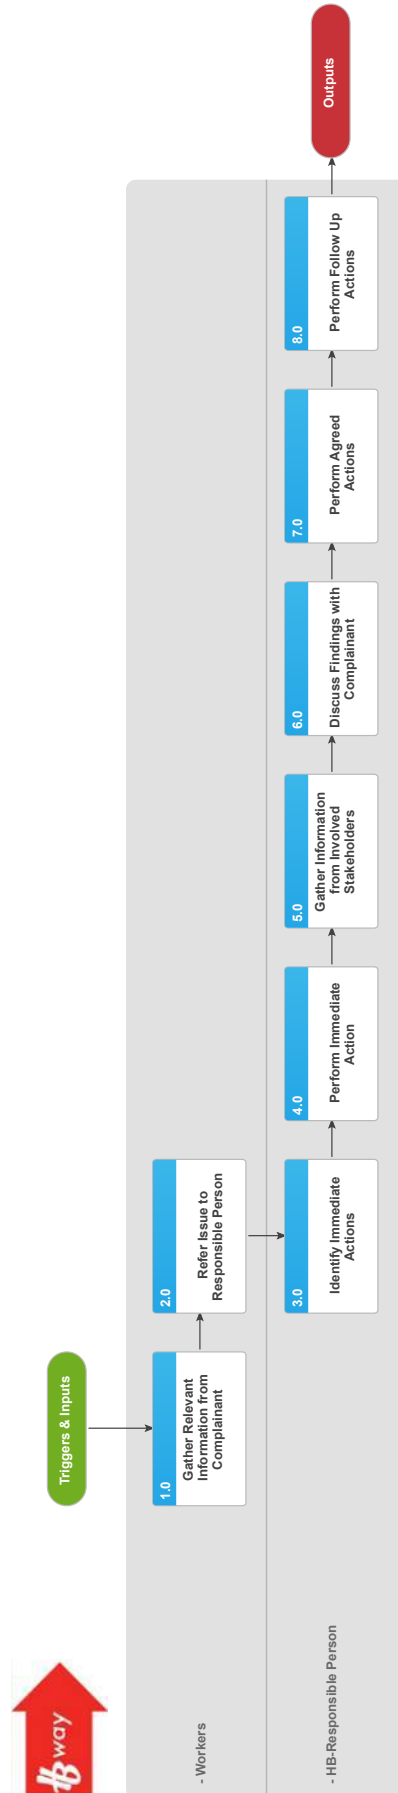 HB way
Triggers & Inputs
- Workers
1.0
Gather Relevant
Information from
Complainant
2.0
Refer Issue to
Responsible Person
- HB-Responsible Person
3.0
Identify Immediate
Actions
4.0
Perform Immediate
Action
5.0
Gather Information
from Involved
Stakeholders
6.0
Discuss Findings with
Complainant
7.0
Perform Agreed
Actions
8.0
Perform Follow Up
Actions
Outputs